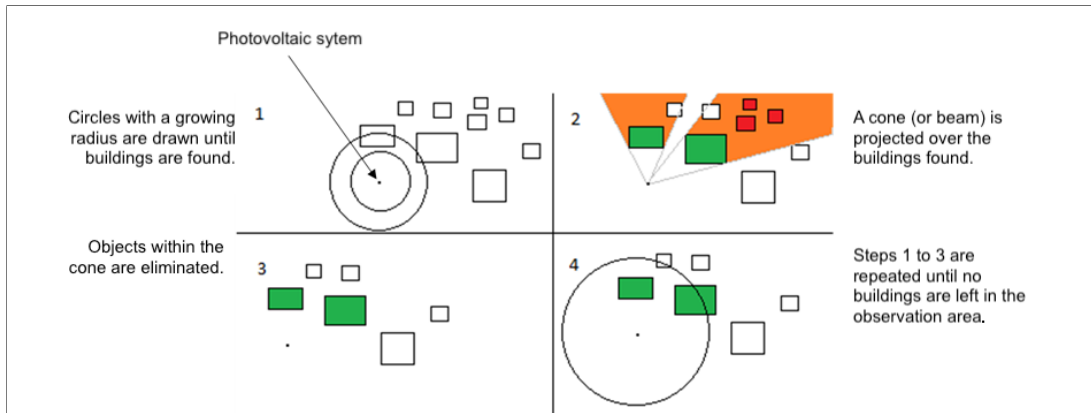 Photovoltaic sytem
Circles with a growing
radius are drawn until
buildings are found.
1
2
A cone (or beam) is
projected over the
buildings found.
Objects within the
cone are eliminated.
3
4
Steps 1 to 3 are
repeated until no
buildings are left in the
observation area.